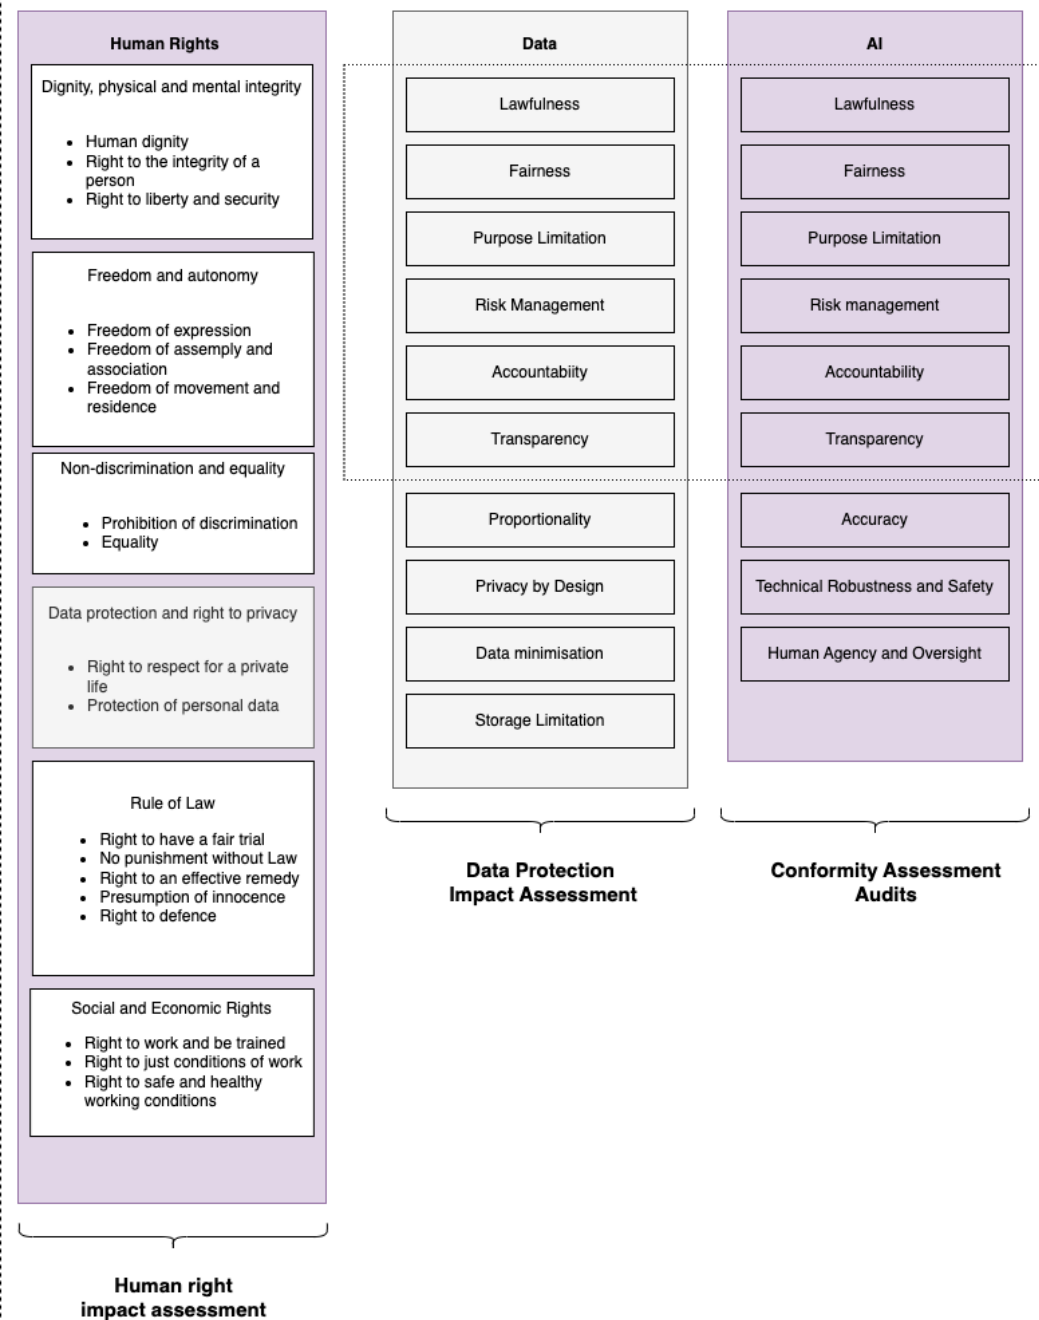 Human Rights
Dignity, physical and mental integrity
Human dignity
Right to the integrity of a
person
Right to liberty and security
Freedom and autonomy
Freedom of expression
Freedom of assemply and
association
Freedom of movement and
residence
Non-discrimination and equality
Prohibition of discrimination
Equality
Data protection and right to privacy
Right to respect for a private
life
Protection of personal data
Rule of Law
Right to have a fair trial
No punishment without Law
Right to an effective remedy
Presumption of innocence
Right to defence
Social and Economic Rights
Right to work and be trained
Right to just conditions of work
Right to safe and healthy
working conditions
Human right
impact assessment
Data
Lawfulness
Fairness
Purpose Limitation
Risk Management
Accountabiity
Transparency
Proportionality
Privacy by Design
Data minimisation
Storage Limitation
Data Protection
Impact Assessment
AI
Lawfulness
Fairness
Purpose Limitation
Risk management
Accountability
Transparency
Accuracy
Technical Robustness and Safety
Human Agency and Oversight
Conformity Assessment
Audits